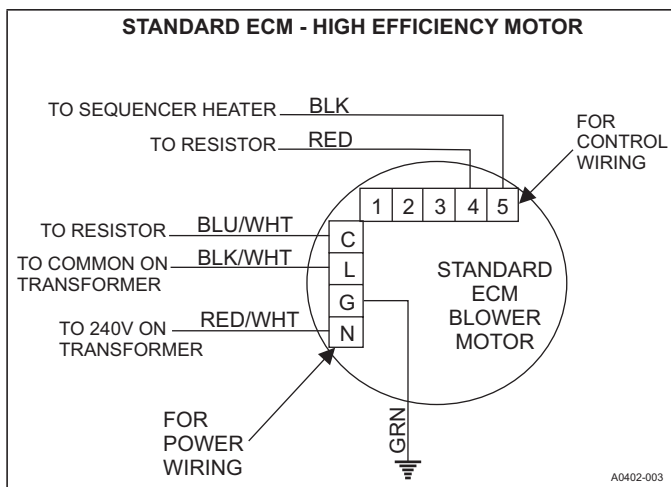 STANDARD ECM - HIGH EFFICIENCY MOTOR
TO SEQUENCER HEATER BLK
TO RESISTOR RED
FOR
CONTROL
WIRING
1 2 3 4 5
TO RESISTOR BLU/WHT
C
TO COMMON ON
TRANSFORMER
BLK/WHT
L
G
TO 240V ON
TRANSFORMER
RED/WHT
N
STANDARD
ECM
BLOWER
MOTOR
FOR
POWER
WIRING
GRN
A0402-003